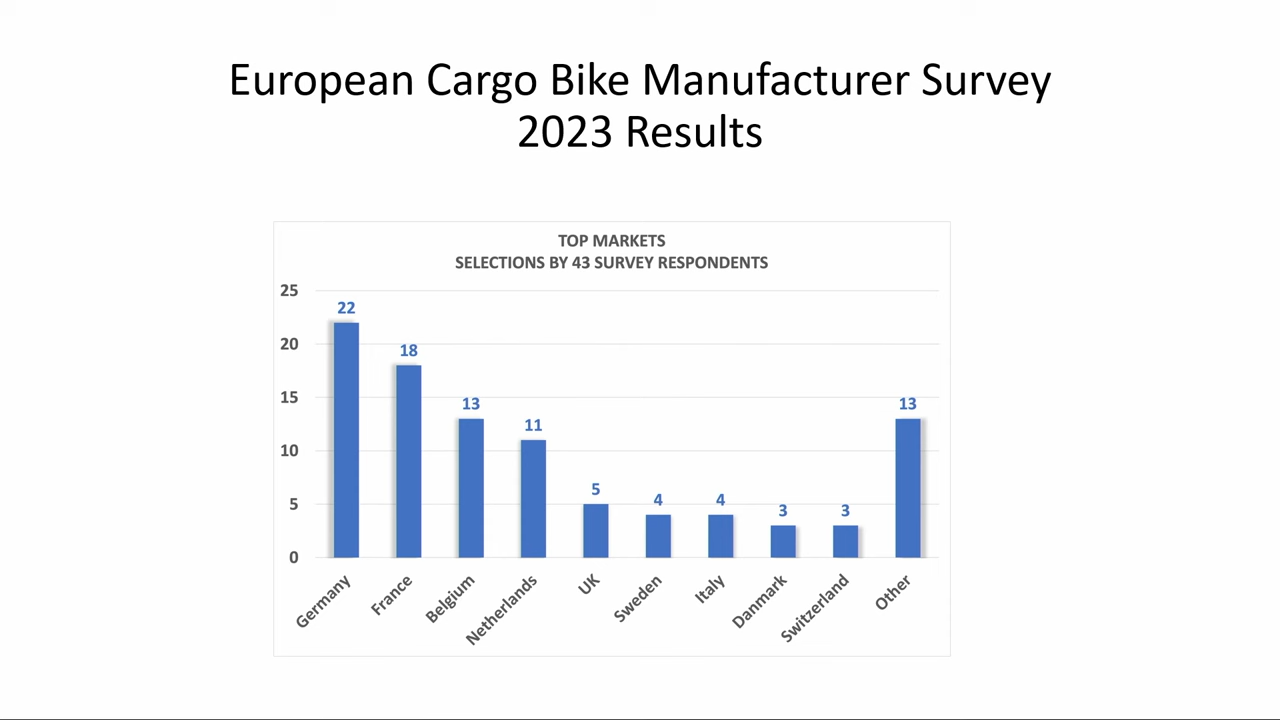 European Cargo Bike Manufacturer Survey
2023 Results
TOP MARKETS
SELECTIONS BY 43 SURVEY RESPONDENTS
25
20
15
10
5
0
22
18
13
11
5
4
4
3
3
13
Germany
France
Belgium
Netherlands
UK
Sweden
Italy
Danmark
Switzerland
Other